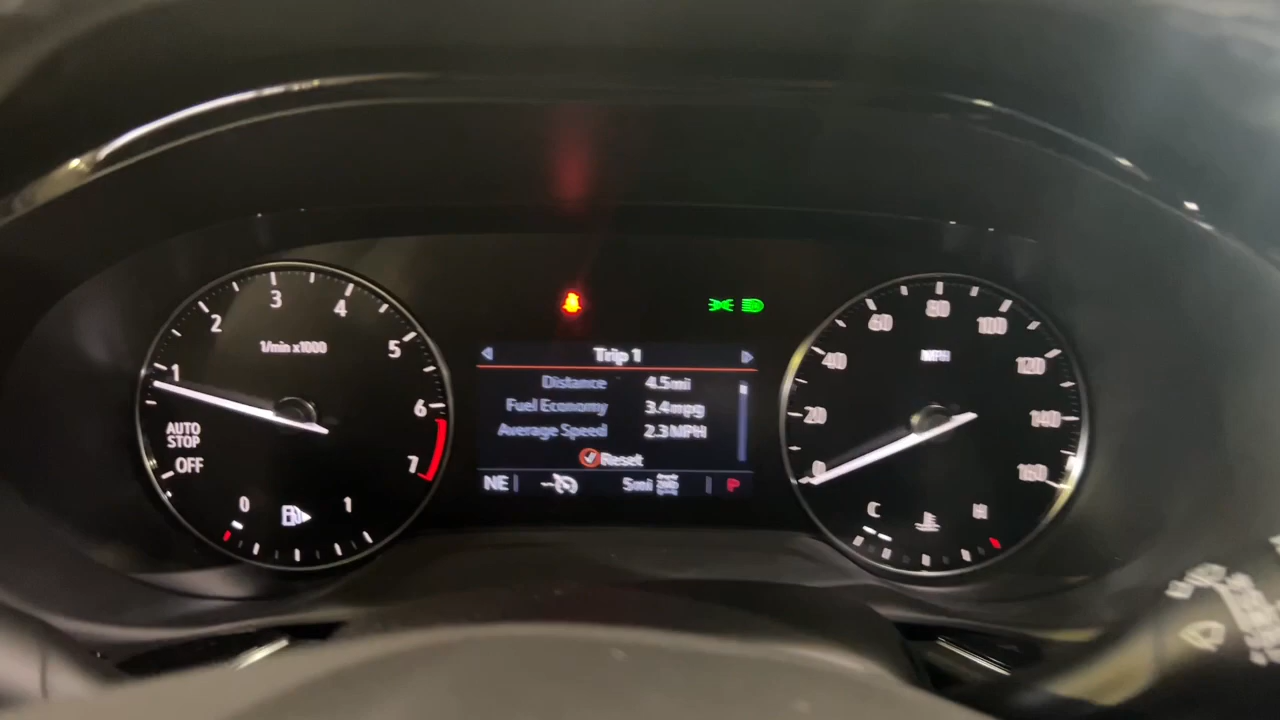 1
2
3
4
5
6
7
1/min x1000
AUTO
STOP
OFF
0
1
Trip 1
Distance 4.5mi
Fuel Economy 3.4mpg
Average Speed 2.3MPH
Reset
NE
5mi
P
0
20
40
60
80
100
120
140
160
MPH
C
H